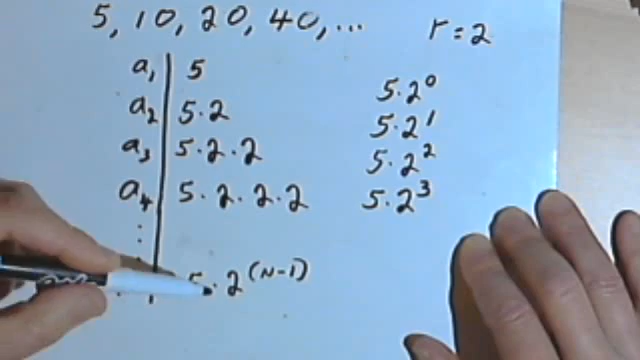 5, 10, 20, 40, ... r = 2
a₁ 5 5·2⁰
a₂ 5·2 5·2¹
a₃ 5·2·2 5·2²
a₄ 5·2·2·2 5·2³
⋮
5·2^(N-1)